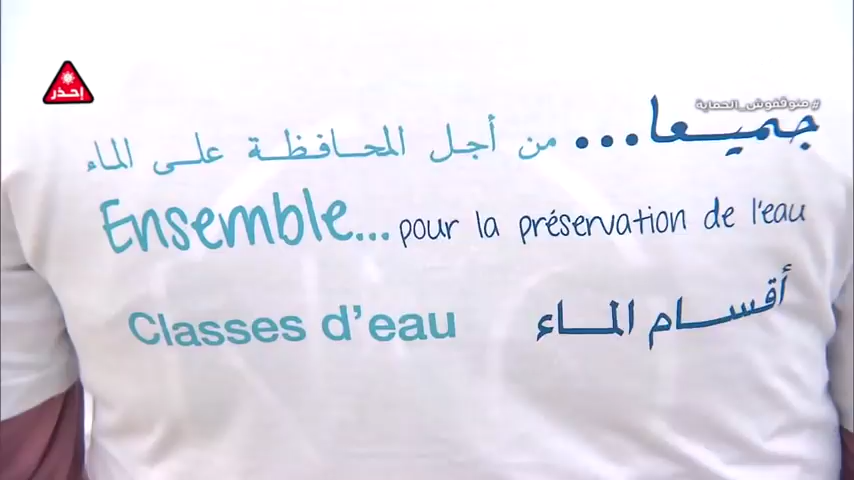 إحذر
#منوقفوش_الحماية
جميعا... من أجل المحافظة على الماء
Ensemble... pour la préservation de l'eau
Classes d'eau أقسام الماء